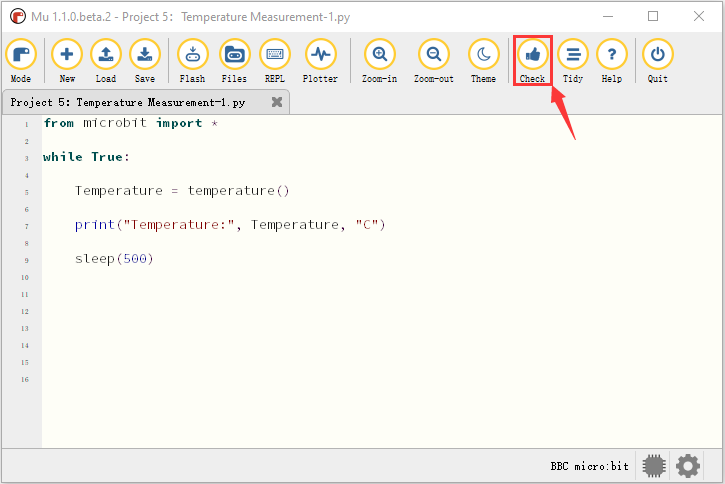 Mu 1.1.0.beta.2 - Project 5: Temperature Measurement-1.py
Mode New Load Save Flash Files REPL Plotter Zoom-in Zoom-out Theme Check Tidy Help Quit
Project 5: Temperature Measurement-1.py
1 from microbit import *
2
3 while True:
4
5 Temperature = temperature()
6
7 print("Temperature:", Temperature, "C")
8
9 sleep(500)
10
11
12
13
14
15
16
BBC micro:bit